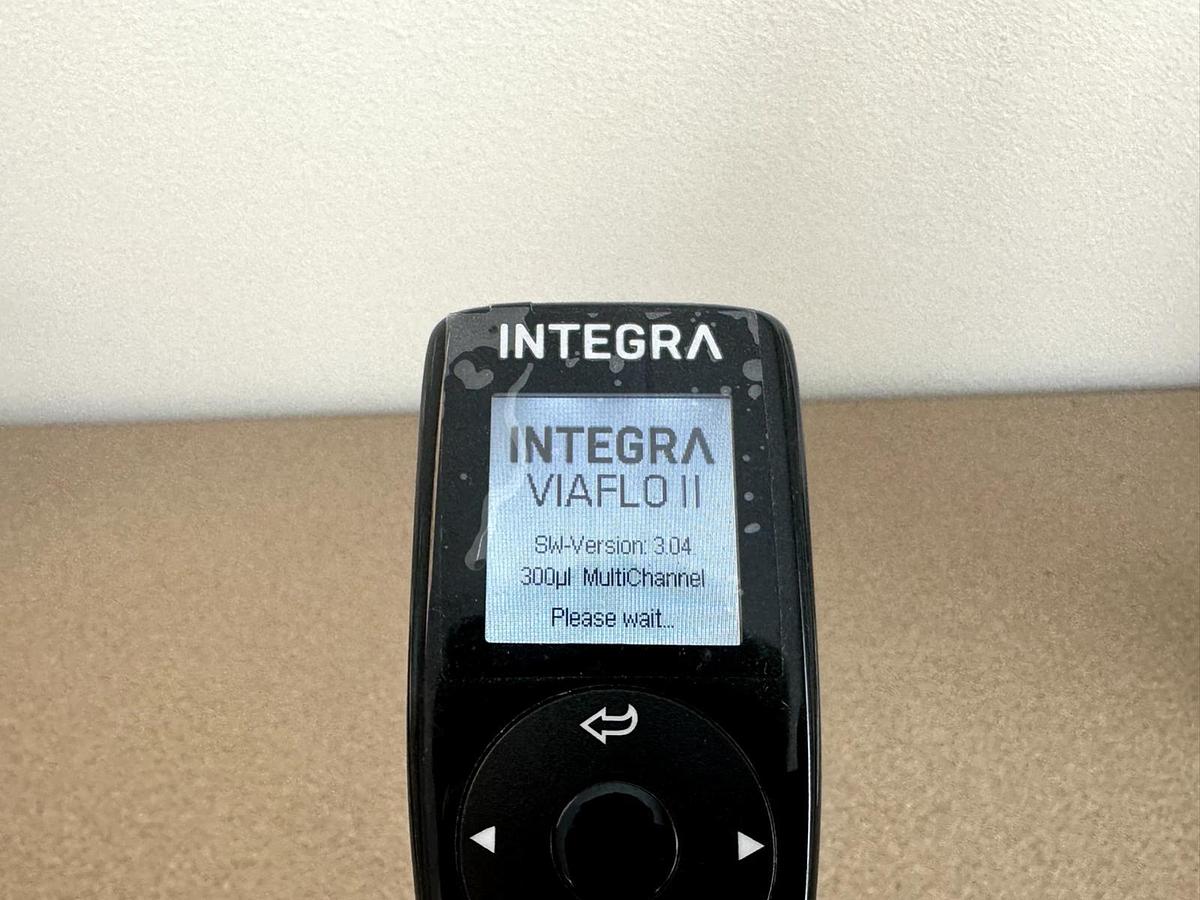 INTEGRA
INTEGRA
VIAFLO II
SW-Version: 3.04
300µl MultiChannel
Please wait...